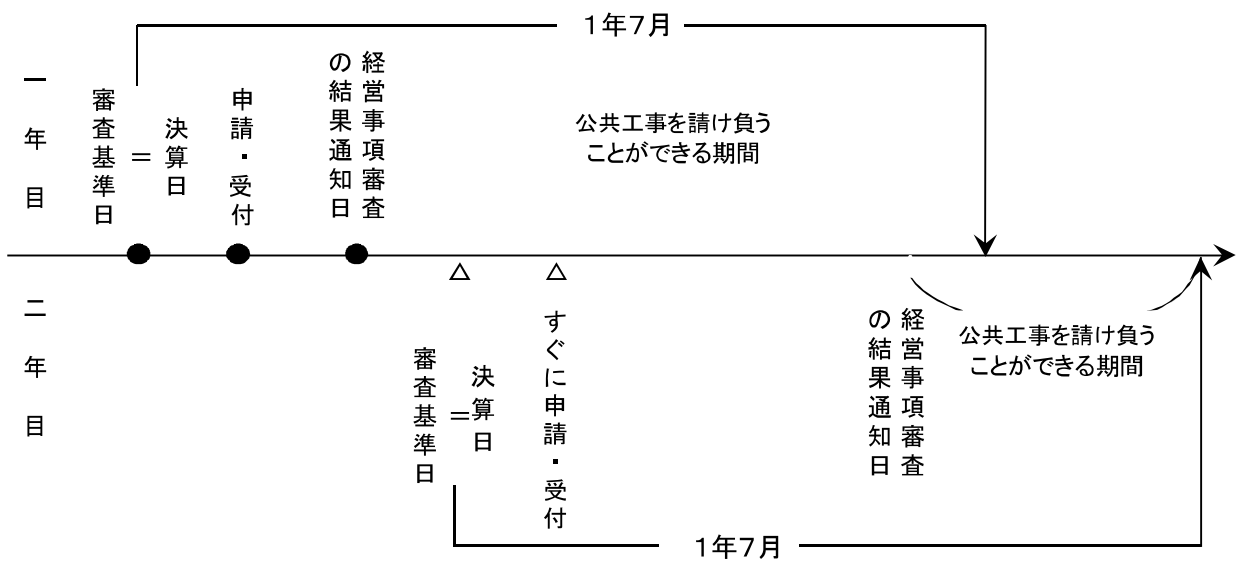 1年7月
一年目
審査基準日
＝
決算日
申請・受付
経営事項審査
の結果通知日
公共工事を請け負う
ことができる期間
二年目
審査基準日
＝
決算日
すぐに申請・受付
経営事項審査
の結果通知日
公共工事を請け負う
ことができる期間
1年7月